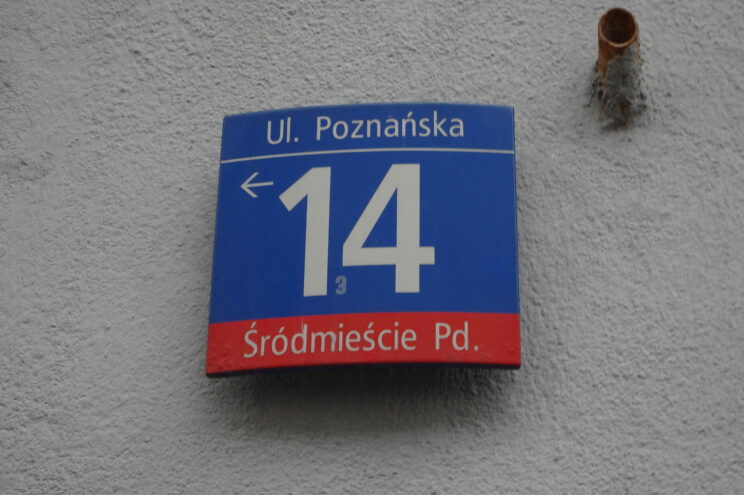 Ul. Poznańska
← 14
3
Śródmieście Pd.